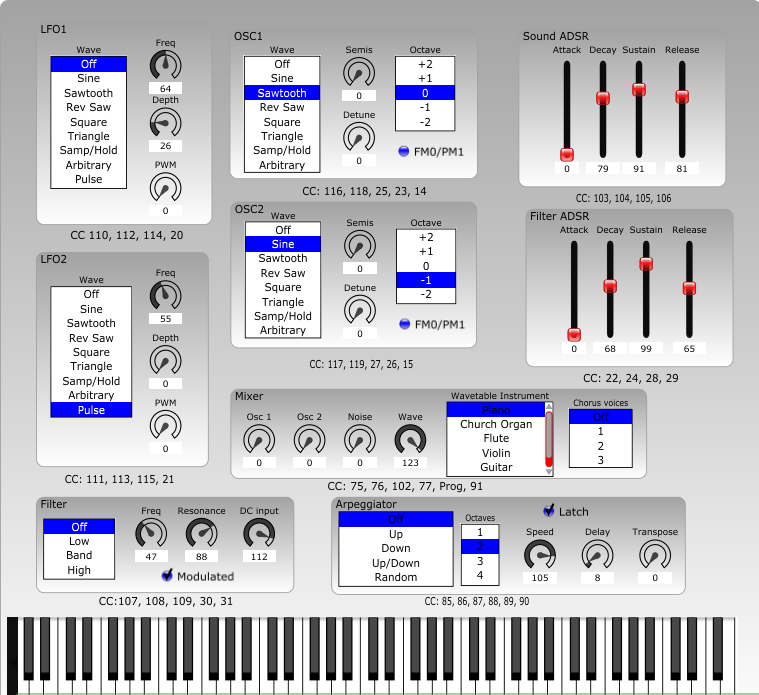 LFO1
Wave
Off
Sine
Sawtooth
Rev Saw
Square
Triangle
Samp/Hold
Arbitrary
Pulse
Freq
64
Depth
26
PWM
0
CC 110, 112, 114, 20
OSC1
Wave
Off
Sine
Sawtooth
Rev Saw
Square
Triangle
Samp/Hold
Arbitrary
Semis
0
Detune
0
Octave
+2
+1
0
-1
-2
FM0/PM1
CC: 116, 118, 25, 23, 14
Sound ADSR
Attack Decay Sustain Release
0 79 91 81
CC: 103, 104, 105, 106
OSC2
Wave
Off
Sine
Sawtooth
Rev Saw
Square
Triangle
Samp/Hold
Arbitrary
Semis
0
Detune
0
Octave
+2
+1
0
-1
-2
FM0/PM1
CC: 117, 119, 27, 26, 15
Filter ADSR
Attack Decay Sustain Release
0 68 99 65
CC: 22, 24, 28, 29
LFO2
Wave
Off
Sine
Sawtooth
Rev Saw
Square
Triangle
Samp/Hold
Arbitrary
Pulse
Freq
55
Depth
0
PWM
0
CC: 111, 113, 115, 21
Mixer
Osc 1 Osc 2 Noise Wave
0 0 0 123
Wavetable Instrument
Piano
Church Organ
Flute
Violin
Guitar
Chorus voices
Off
1
2
3
CC: 75, 76, 102, 77, Prog, 91
Filter
Off
Low
Band
High
Freq Resonance DC input
47 88 112
Modulated
CC:107, 108, 109, 30, 31
Arpeggiator
Off
Up
Down
Up/Down
Random
Octaves
1
2
3
4
Latch
Speed Delay Transpose
105 8 0
CC: 85, 86, 87, 88, 89, 90